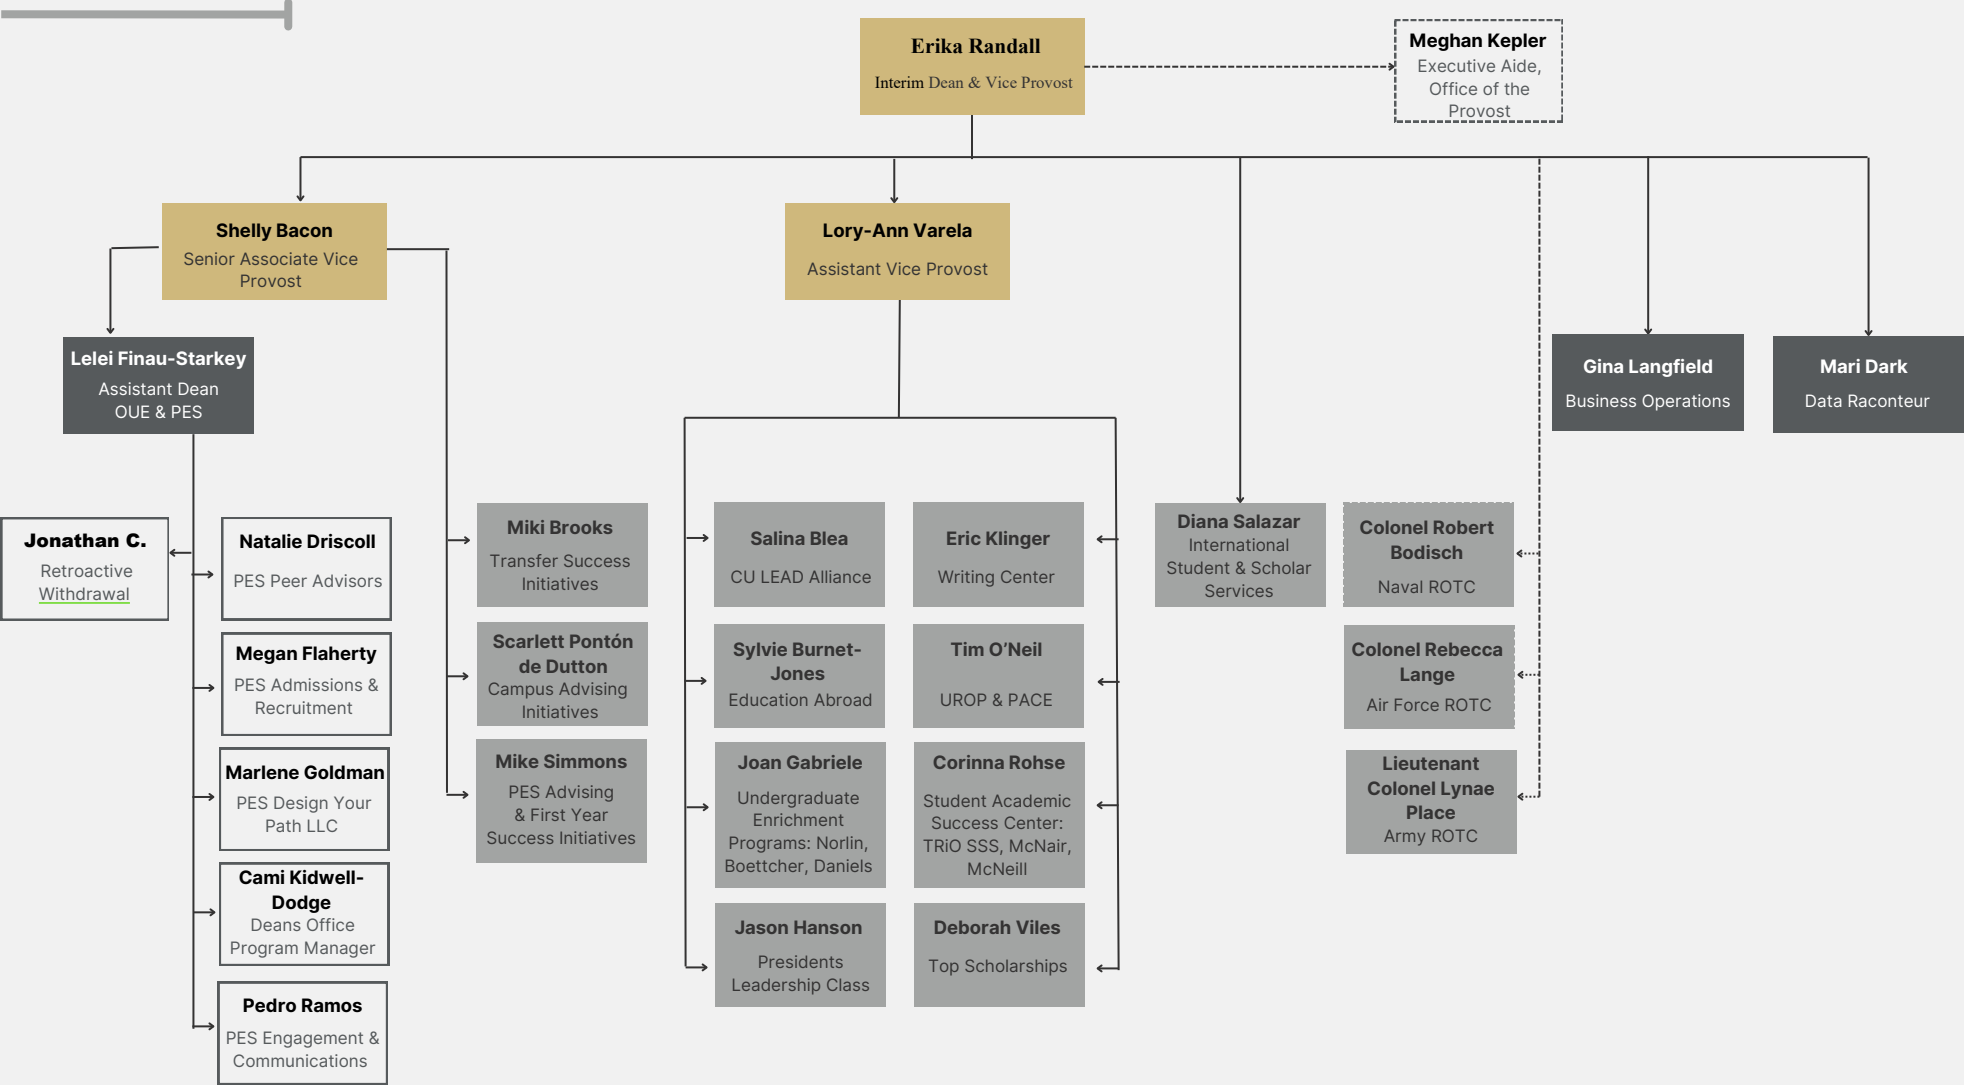 Erika Randall
Interim Dean & Vice Provost
Meghan Kepler
Executive Aide,
Office of the
Provost
Shelly Bacon
Senior Associate Vice
Provost
Lory-Ann Varela
Assistant Vice Provost
Lelei Finau-Starkey
Assistant Dean
OUE & PES
Gina Langfield
Business Operations
Mari Dark
Data Raconteur
Jonathan C.
Retroactive
Withdrawal
Natalie Driscoll
PES Peer Advisors
Megan Flaherty
PES Admissions &
Recruitment
Marlene Goldman
PES Design Your
Path LLC
Cami Kidwell-
Dodge
Deans Office
Program Manager
Pedro Ramos
PES Engagement &
Communications
Miki Brooks
Transfer Success
Initiatives
Scarlett Pontón
de Dutton
Campus Advising
Initiatives
Mike Simmons
PES Advising
& First Year
Success Initiatives
Salina Blea
CU LEAD Alliance
Sylvie Burnet-
Jones
Education Abroad
Joan Gabriele
Undergraduate
Enrichment
Programs: Norlin,
Boettcher, Daniels
Jason Hanson
Presidents
Leadership Class
Eric Klinger
Writing Center
Tim O’Neil
UROP & PACE
Corinna Rohse
Student Academic
Success Center:
TRiO SSS, McNair,
McNeill
Deborah Viles
Top Scholarships
Diana Salazar
International
Student & Scholar
Services
Colonel Robert
Bodisch
Naval ROTC
Colonel Rebecca
Lange
Air Force ROTC
Lieutenant
Colonel Lynae
Place
Army ROTC